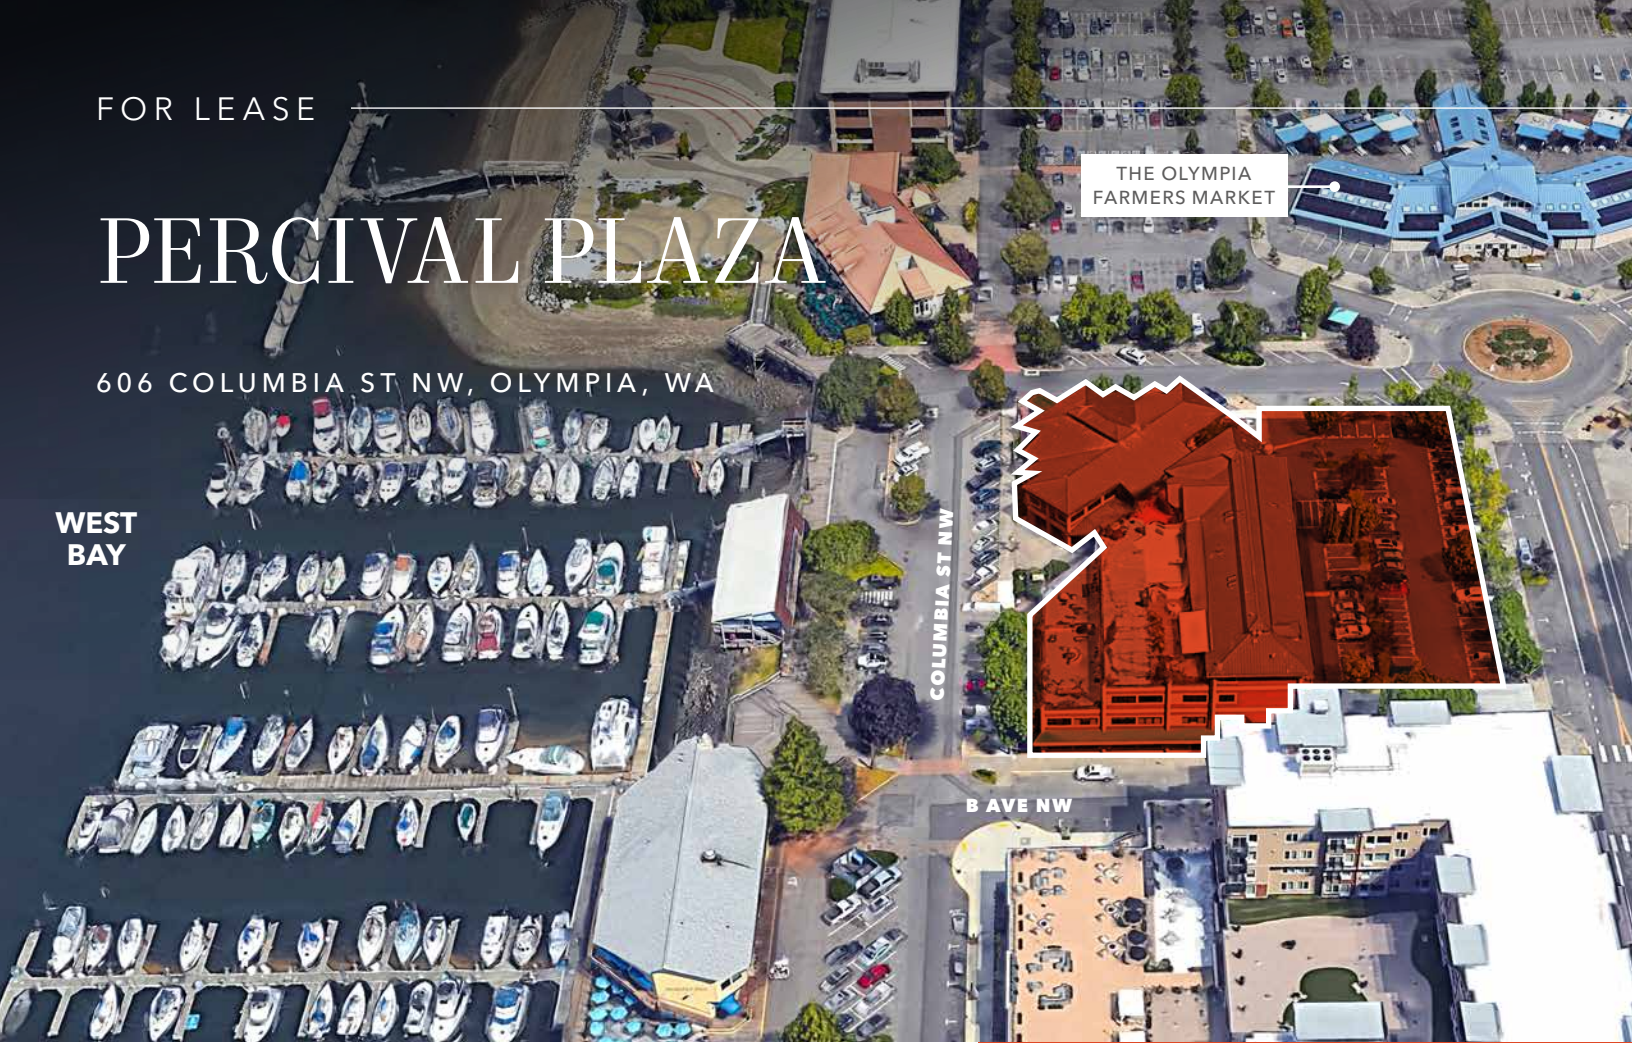 FOR LEASE
THE OLYMPIA
FARMERS MARKET
PERCIVAL PLAZA
606 COLUMBIA ST NW, OLYMPIA, WA
WEST
BAY
COLUMBIA ST NW
B AVE NW